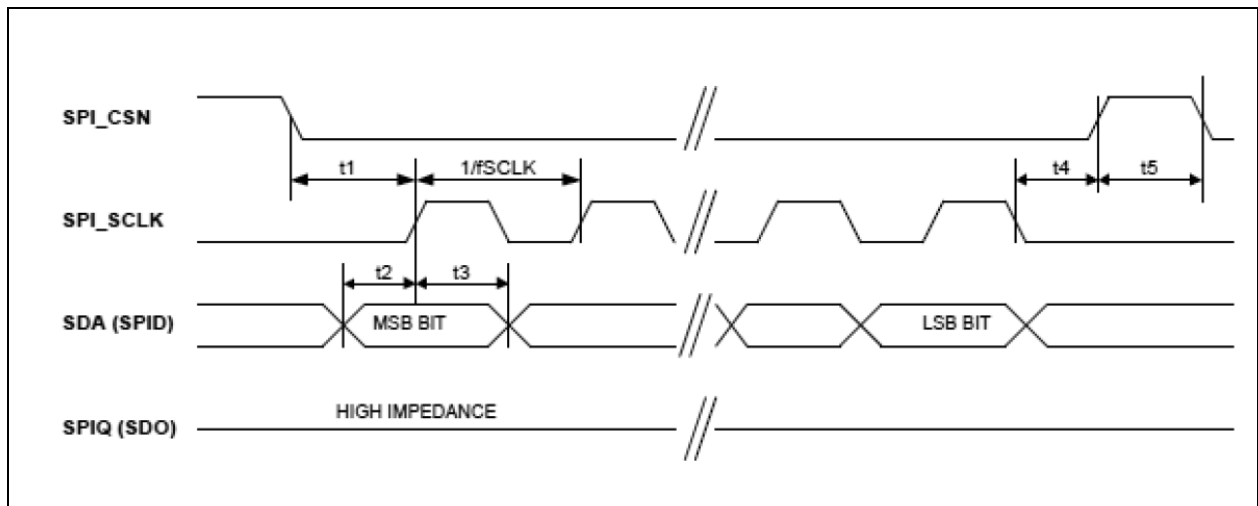 SPI_CSN
t1
1/fSCLK
t4
t5
SPI_SCLK
t2
t3
SDA (SPID)
MSB BIT
LSB BIT
HIGH IMPEDANCE
SPIQ (SDO)